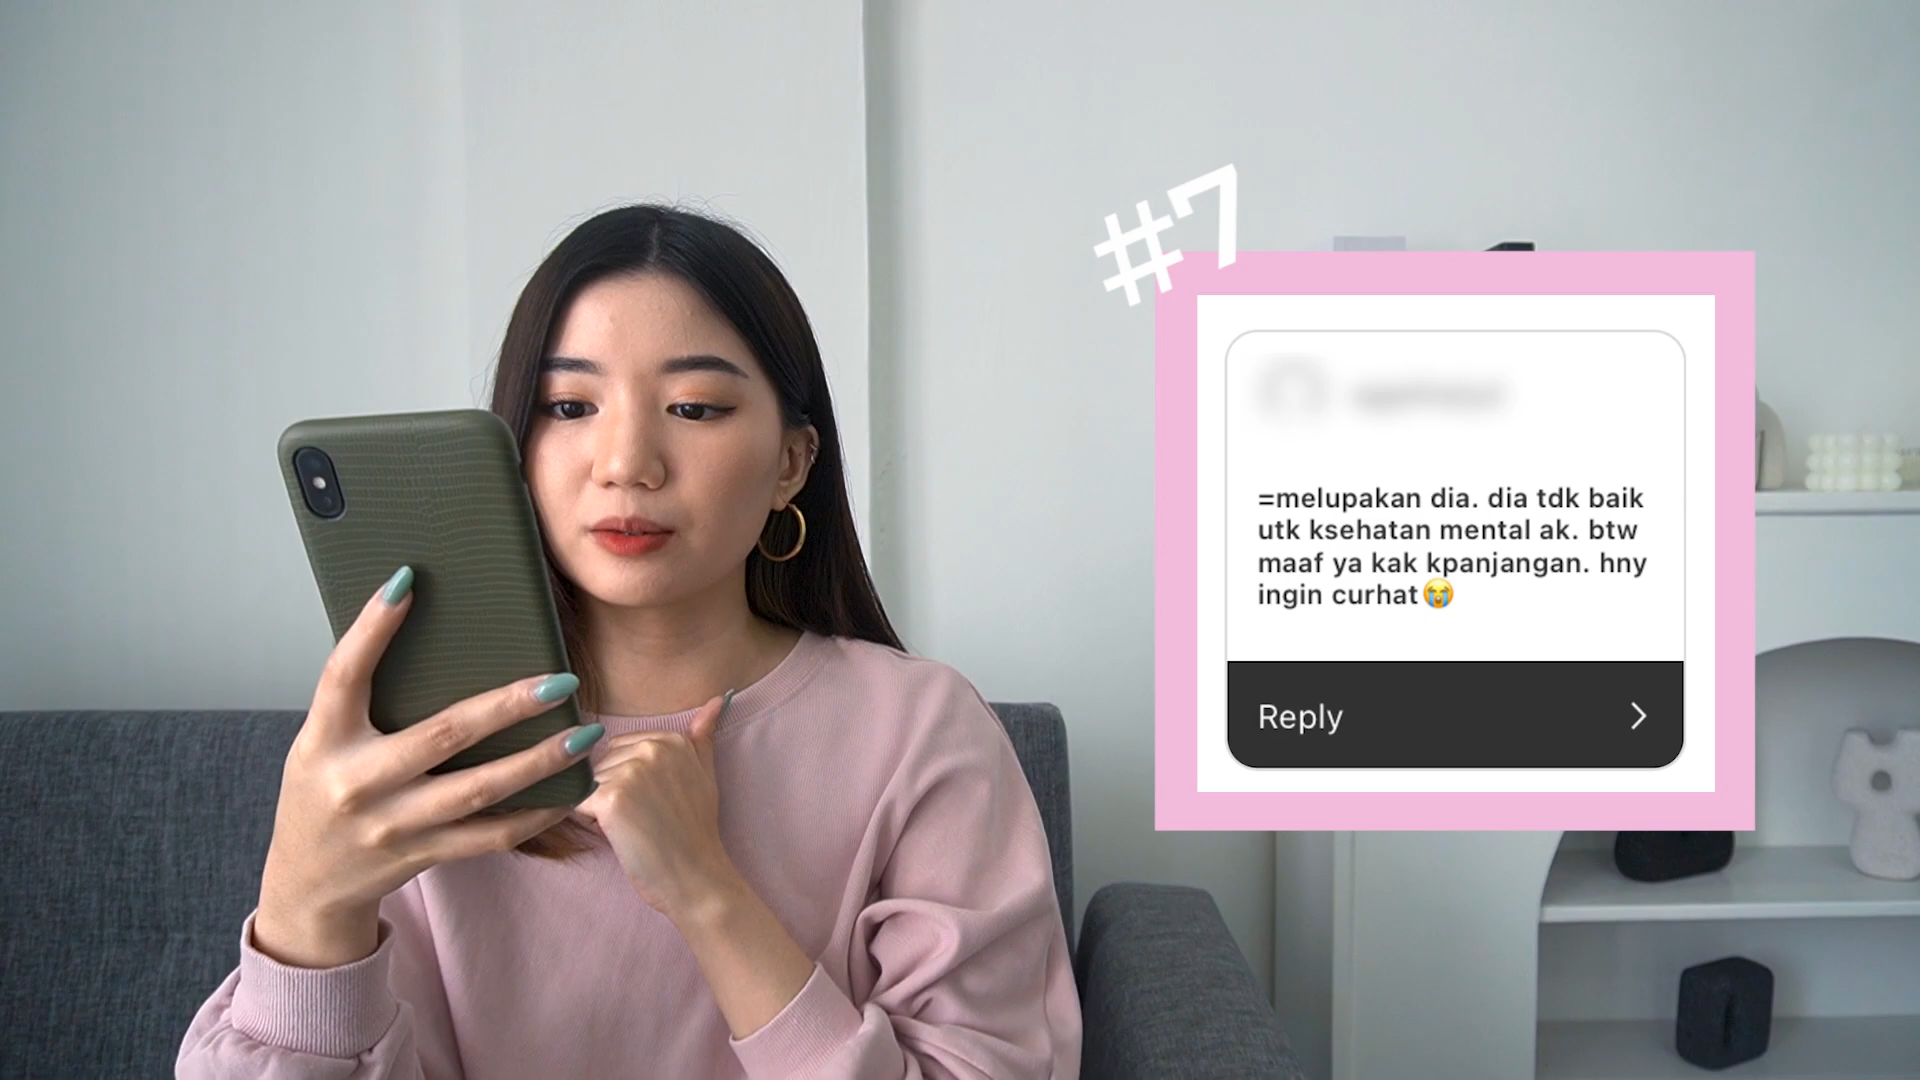 #7
=melupakan dia. dia tdk baik
utk ksehatan mental ak. btw
maaf ya kak kpanjangan. hny
ingin curhat😭
Reply